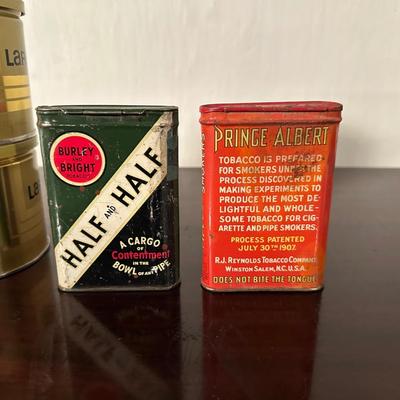 LaR
La
BURLEY
AND
BRIGHT
TOBACCO
HALF AND HALF
A CARGO
OF
Contentment
IN THE
BOWL OF ANY PIPE
PRINCE ALBERT
TOBACCO IS PREPARED
FOR SMOKERS UNDER THE
PROCESS DISCOVERED IN
MAKING EXPERIMENTS TO
PRODUCE THE MOST DE-
LIGHTFUL AND WHOLE-
SOME TOBACCO FOR CIG-
ARETTE AND PIPE SMOKERS.
PROCESS PATENTED
JULY 30TH 1907.
R.J. REYNOLDS TOBACCO COMPANY
WINSTON SALEM, N.C. U.S.A.
DOES NOT BITE THE TONGUE